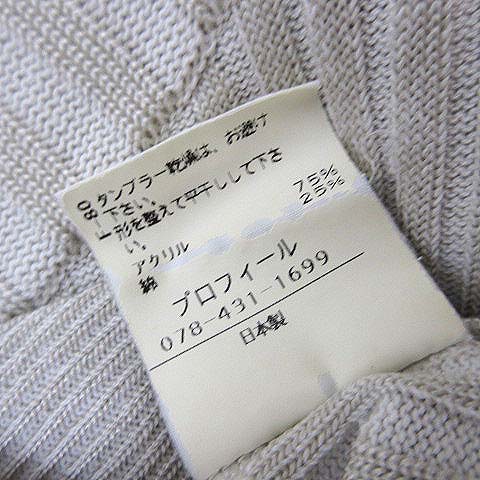 タンブラー乾燥は、お避け
下さい。
形を整えて平干しして下さ
い。
アクリル 75%
綿 25%
プロフィール
078-431-1699
日本製